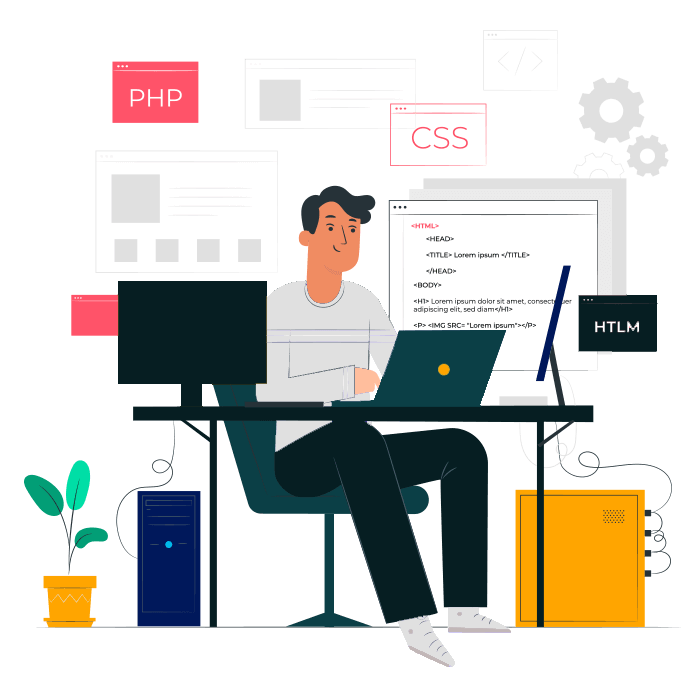 PHP
</>
CSS
<HTML>
<HEAD>
<TITLE> Lorem ipsum </TITLE>
</HEAD>
<BODY>
<H1> Lorem ipsum dolor sit amet, consectetuer
adipiscing elit, sed diam</H1>
<P> <IMG SRC= "Lorem ipsum"></P>
HTLM